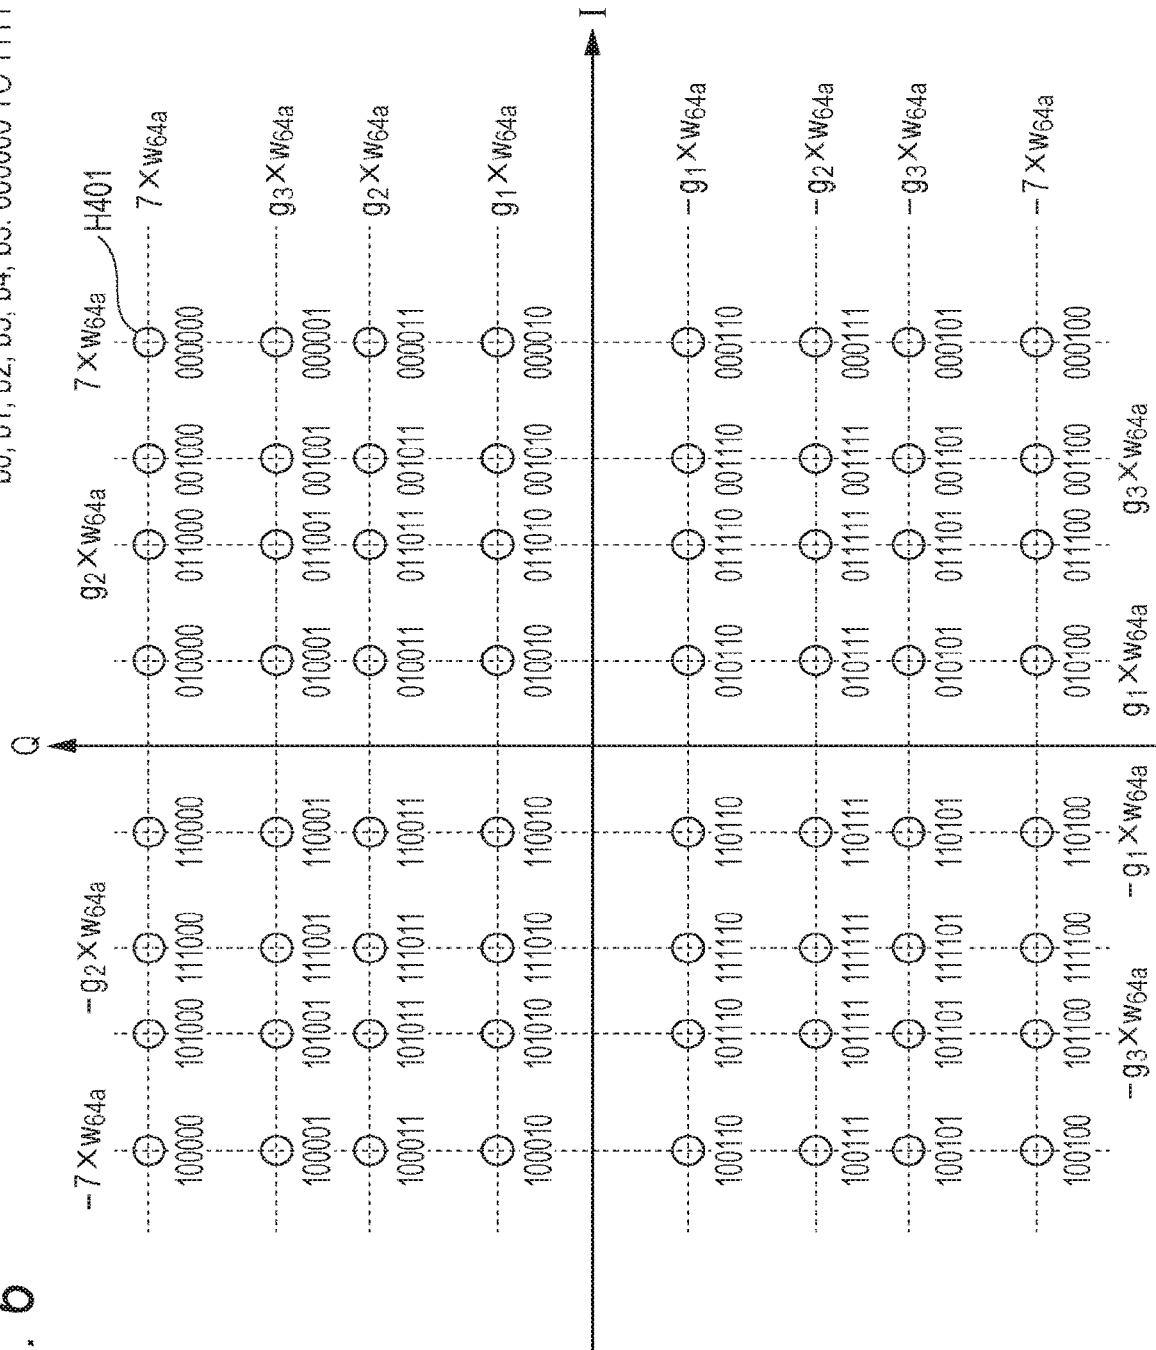 . 6
b0, b1, b2, b3, b4, b5: 000000 TO 1111
Q
−7×w64a −g2×w64a g2×w64a 7×w64a H401
7×w64a
100000 101000 111000 110000 010000 011000 001000 000000
g3×w64a
100001 101001 111001 110001 010001 011001 001001 000001
g2×w64a
100011 101011 111011 110011 010011 011011 001011 000011
g1×w64a
100010 101010 111010 110010 010010 011010 001010 000010
I
−g1×w64a
100110 101110 111110 110110 010110 011110 001110 000110
−g2×w64a
100111 101111 111111 110111 010111 011111 001111 000111
−g3×w64a
100101 101101 111101 110101 010101 011101 001101 000101
−7×w64a
100100 101100 111100 110100 010100 011100 001100 000100
−g3×w64a −g1×w64a g1×w64a g3×w64a